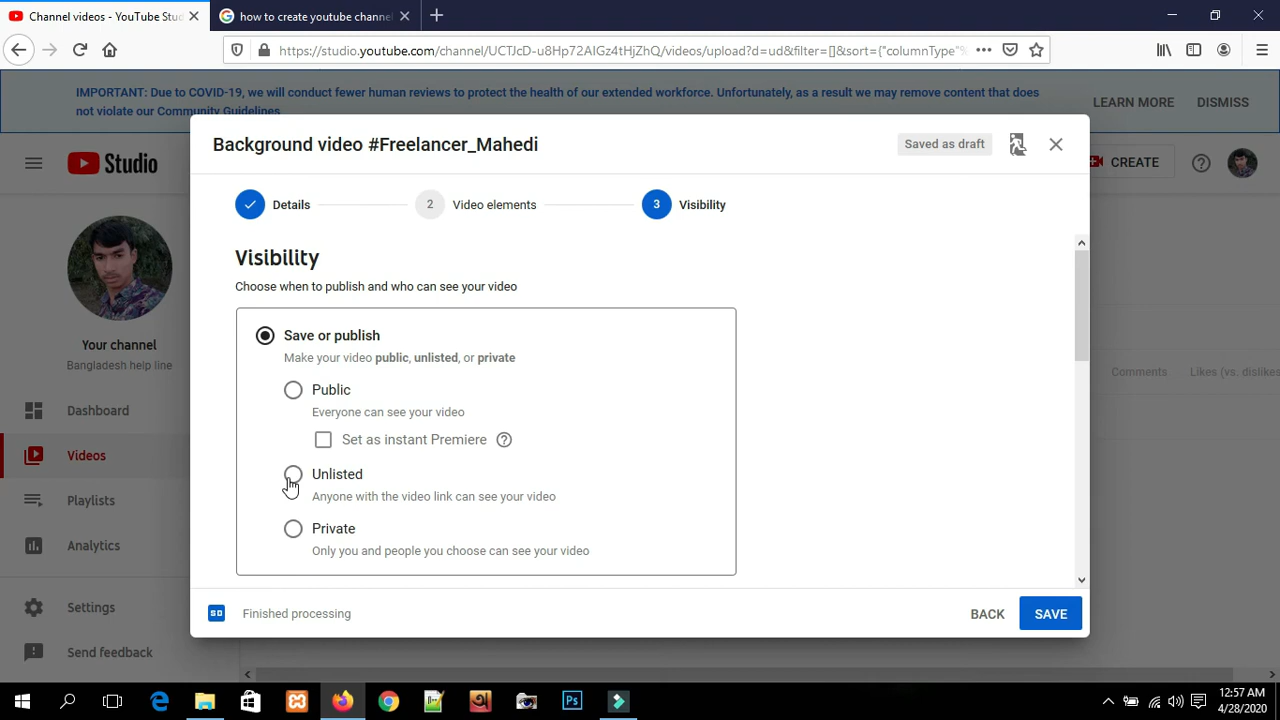 Channel videos - YouTube Stud
how to create youtube channel
https://studio.youtube.com/channel/UCTJcD-u8Hp72AIGz4tHjZhQ/videos/upload?d=ud&filter=[]&sort={"columnType"%
IMPORTANT: Due to COVID-19, we will conduct fewer human reviews to protect the health of our extended workforce. Unfortunately, as a result we may remove content that does
not violate our Community Guidelines.
LEARN MORE
DISMISS
Studio
CREATE
Background video #Freelancer_Mahedi
Saved as draft
Details
2
Video elements
3
Visibility
Visibility
Choose when to publish and who can see your video
Save or publish
Make your video public, unlisted, or private
Public
Everyone can see your video
Set as instant Premiere
Unlisted
Anyone with the video link can see your video
Private
Only you and people you choose can see your video
SD
Finished processing
BACK
SAVE
Your channel
Bangladesh help line
Dashboard
Videos
Playlists
Analytics
Settings
Send feedback
Comments
Likes (vs. dislikes
Ps
12:57 AM
4/28/2020